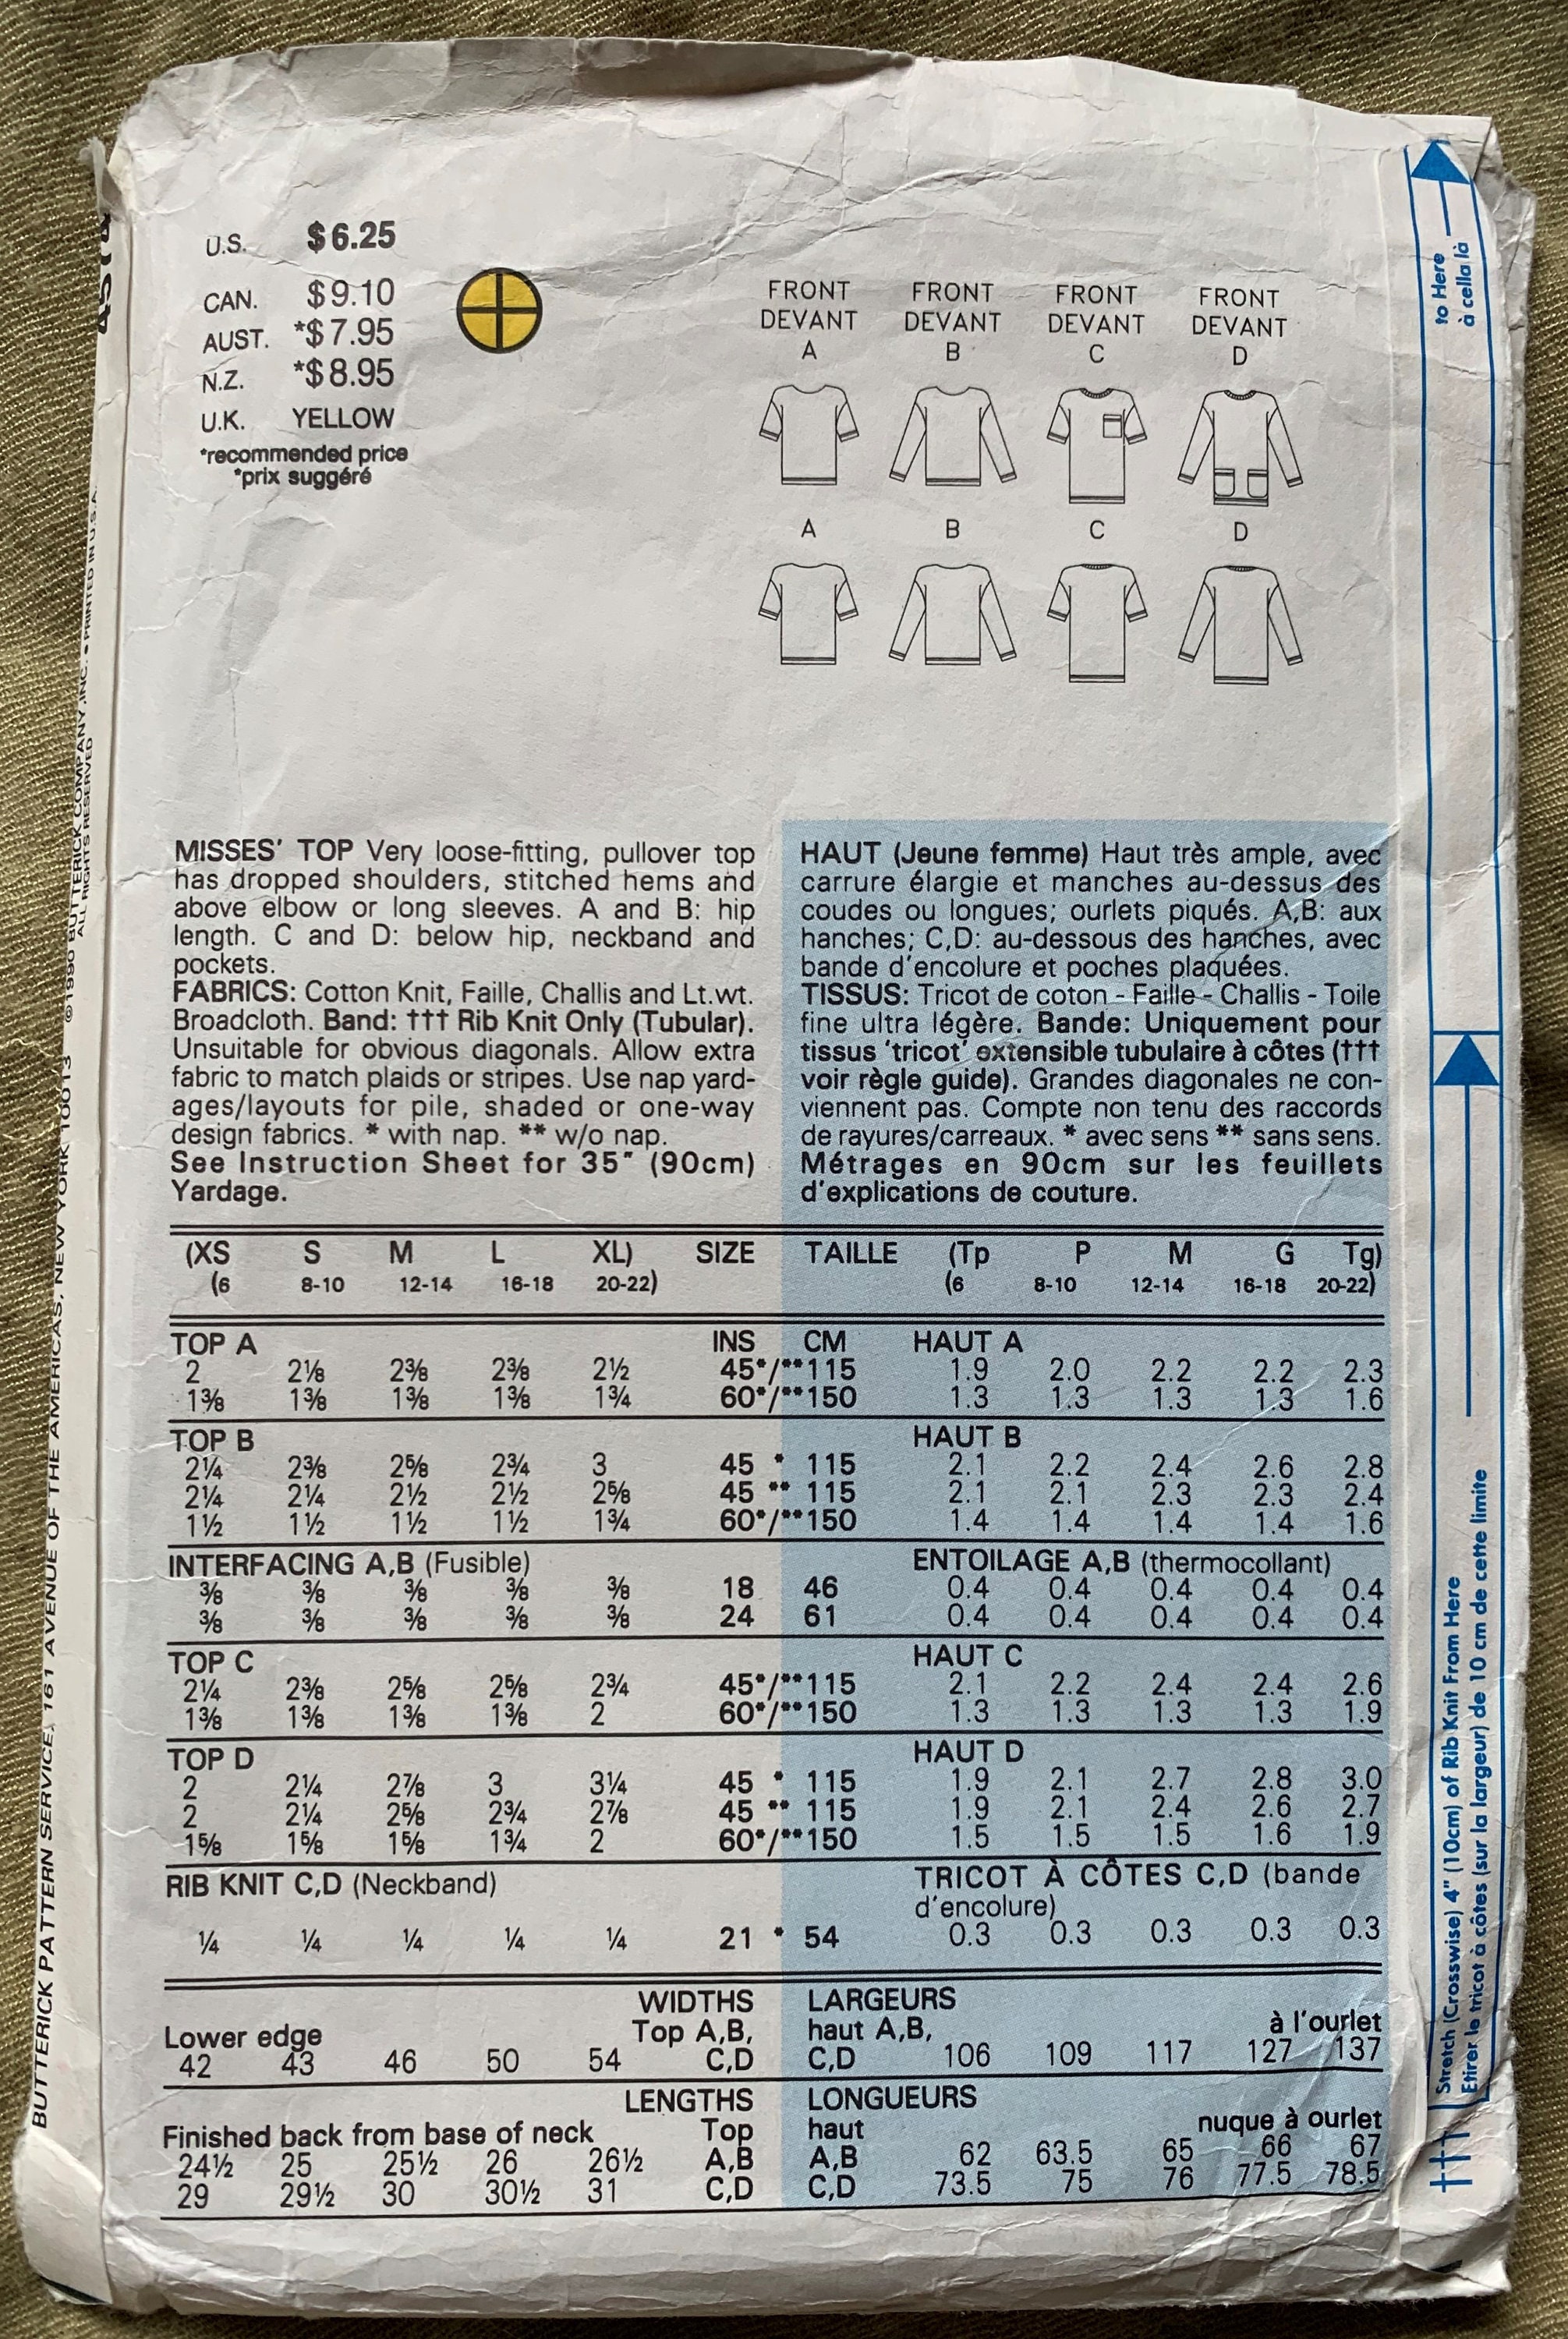 U.S. $6.25
CAN. $9.10
AUST. *$7.95
N.Z. *$8.95
U.K. YELLOW
*recommended price
*prix suggéré
FRONT FRONT FRONT FRONT
DEVANT DEVANT DEVANT DEVANT
A B C D
A B C D
MISSES' TOP Very loose-fitting, pullover top
has dropped shoulders, stitched hems and
above elbow or long sleeves. A and B: hip
length. C and D: below hip, neckband and
pockets.
FABRICS: Cotton Knit, Faille, Challis and Lt.wt.
Broadcloth. Band: ††† Rib Knit Only (Tubular).
Unsuitable for obvious diagonals. Allow extra
fabric to match plaids or stripes. Use nap yard-
ages/layouts for pile, shaded or one-way
design fabrics. * with nap. ** w/o nap.
See Instruction Sheet for 35" (90cm)
Yardage.
HAUT (Jeune femme) Haut très ample, avec
carrure élargie et manches au-dessus des
coudes ou longues; ourlets piqués. A,B: aux
hanches; C,D: au-dessous des hanches, avec
bande d'encolure et poches plaquées.
TISSUS: Tricot de coton - Faille - Challis - Toile
fine ultra légère. Bande: Uniquement pour
tissus 'tricot' extensible tubulaire à côtes (†††
voir règle guide). Grandes diagonales ne con-
viennent pas. Compte non tenu des raccords
de rayures/carreaux. * avec sens ** sans sens.
Métrages en 90cm sur les feuillets
d'explications de couture.
(XS S M L XL) SIZE TAILLE (Tp P M G Tg)
(6 8-10 12-14 16-18 20-22) (6 8-10 12-14 16-18 20-22)
TOP A INS CM HAUT A
2 2⅛ 2⅜ 2⅜ 2½ 45*/**115 1.9 2.0 2.2 2.2 2.3
1⅜ 1⅜ 1⅜ 1⅜ 1¾ 60*/**150 1.3 1.3 1.3 1.3 1.6
TOP B HAUT B
2¼ 2⅜ 2⅝ 2¾ 3 45 * 115 2.1 2.2 2.4 2.6 2.8
2¼ 2¼ 2½ 2½ 2⅝ 45 ** 115 2.1 2.1 2.3 2.3 2.4
1½ 1½ 1½ 1½ 1¾ 60*/**150 1.4 1.4 1.4 1.4 1.6
INTERFACING A,B (Fusible) ENTOILAGE A,B (thermocollant)
⅜ ⅜ ⅜ ⅜ ⅜ 18 46 0.4 0.4 0.4 0.4 0.4
⅜ ⅜ ⅜ ⅜ ⅜ 24 61 0.4 0.4 0.4 0.4 0.4
TOP C HAUT C
2¼ 2⅜ 2⅝ 2⅝ 2¾ 45*/**115 2.1 2.2 2.4 2.4 2.6
1⅜ 1⅜ 1⅜ 1⅜ 2 60*/**150 1.3 1.3 1.3 1.3 1.9
TOP D HAUT D
2 2¼ 2⅞ 3 3¼ 45 * 115 1.9 2.1 2.7 2.8 3.0
2 2¼ 2⅝ 2¾ 2⅞ 45 ** 115 1.9 2.1 2.4 2.6 2.7
1⅝ 1⅝ 1⅝ 1¾ 2 60*/**150 1.5 1.5 1.5 1.6 1.9
RIB KNIT C,D (Neckband) TRICOT À CÔTES C,D (bande
d'encolure)
¼ ¼ ¼ ¼ ¼ 21 * 54 0.3 0.3 0.3 0.3 0.3
WIDTHS LARGEURS
Lower edge Top A,B, haut A,B, à l'ourlet
42 43 46 50 54 C,D C,D 106 109 117 127 137
LENGTHS LONGUEURS
Finished back from base of neck Top haut nuque à ourlet
24½ 25 25½ 26 26½ A,B A,B 62 63.5 65 66 67
29 29½ 30 30½ 31 C,D C,D 73.5 75 76 77.5 78.5
BUTTERICK PATTERN SERVICE, 161 AVENUE OF THE AMERICAS, NEW YORK 10013 ©1990 BUTTERICK COMPANY, INC. • PRINTED IN U.S.A.
ALL RIGHTS RESERVED
††† Stretch (Crosswise) 4" (10cm) of Rib Knit From Here
Etirer le tricot à côtes (sur la largeur) de 10 cm de cette limite
to Here
à cella là